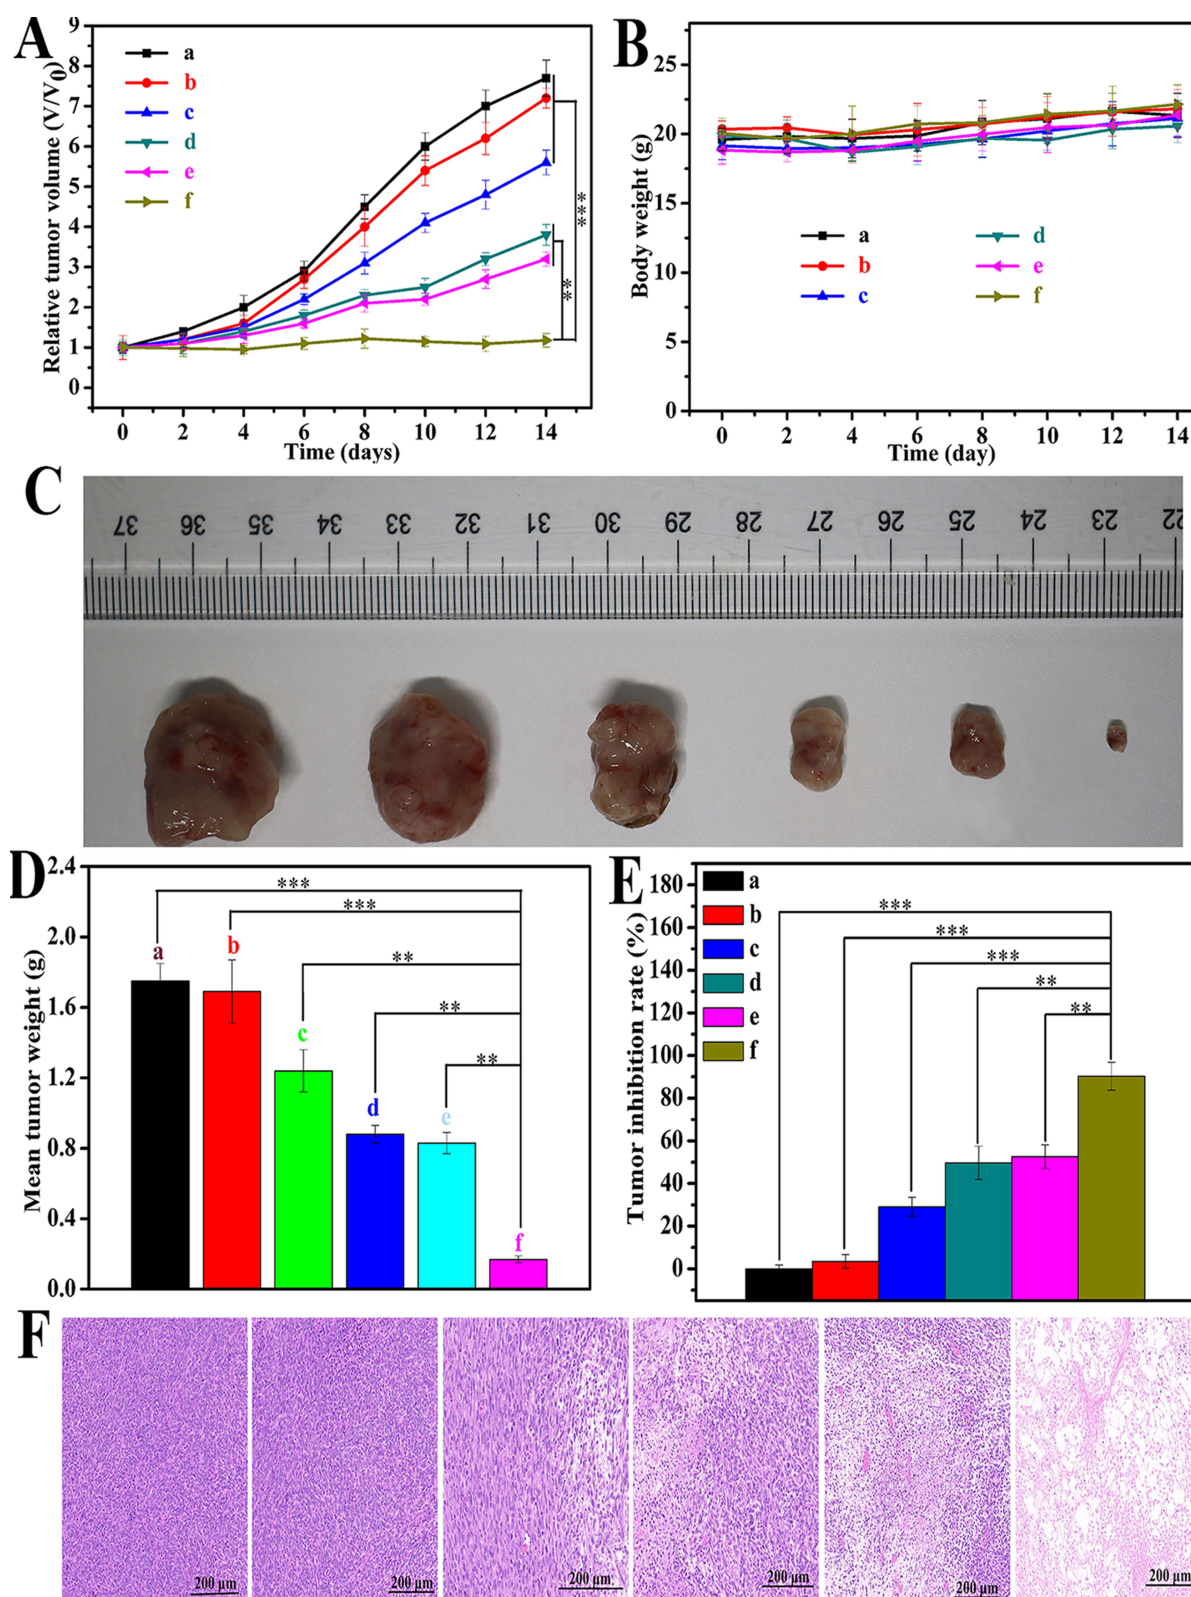 A
Relative tumor volume (V/V0)
9
8
7
6
5
4
3
2
1
0
a
b
c
d
e
f
***
**
0 2 4 6 8 10 12 14
Time (days)
B
Body weight (g)
25
20
15
10
5
0
a d
b e
c f
0 2 4 6 8 10 12 14
Time (day)
C
37 36 35 34 33 32 31 30 29 28 27 26 25 24 23 22
D
Mean tumor weight (g)
2.4
2.0
1.6
1.2
0.8
0.4
0.0
***
***
**
**
**
a
b
c
d
e
f
E
Tumor inhibition rate (%)
180
160
140
120
100
80
60
40
20
0
a
b
c
d
e
f
***
***
***
**
**
F
200 µm 200 µm 200 µm 200 µm 200 µm 200 µm